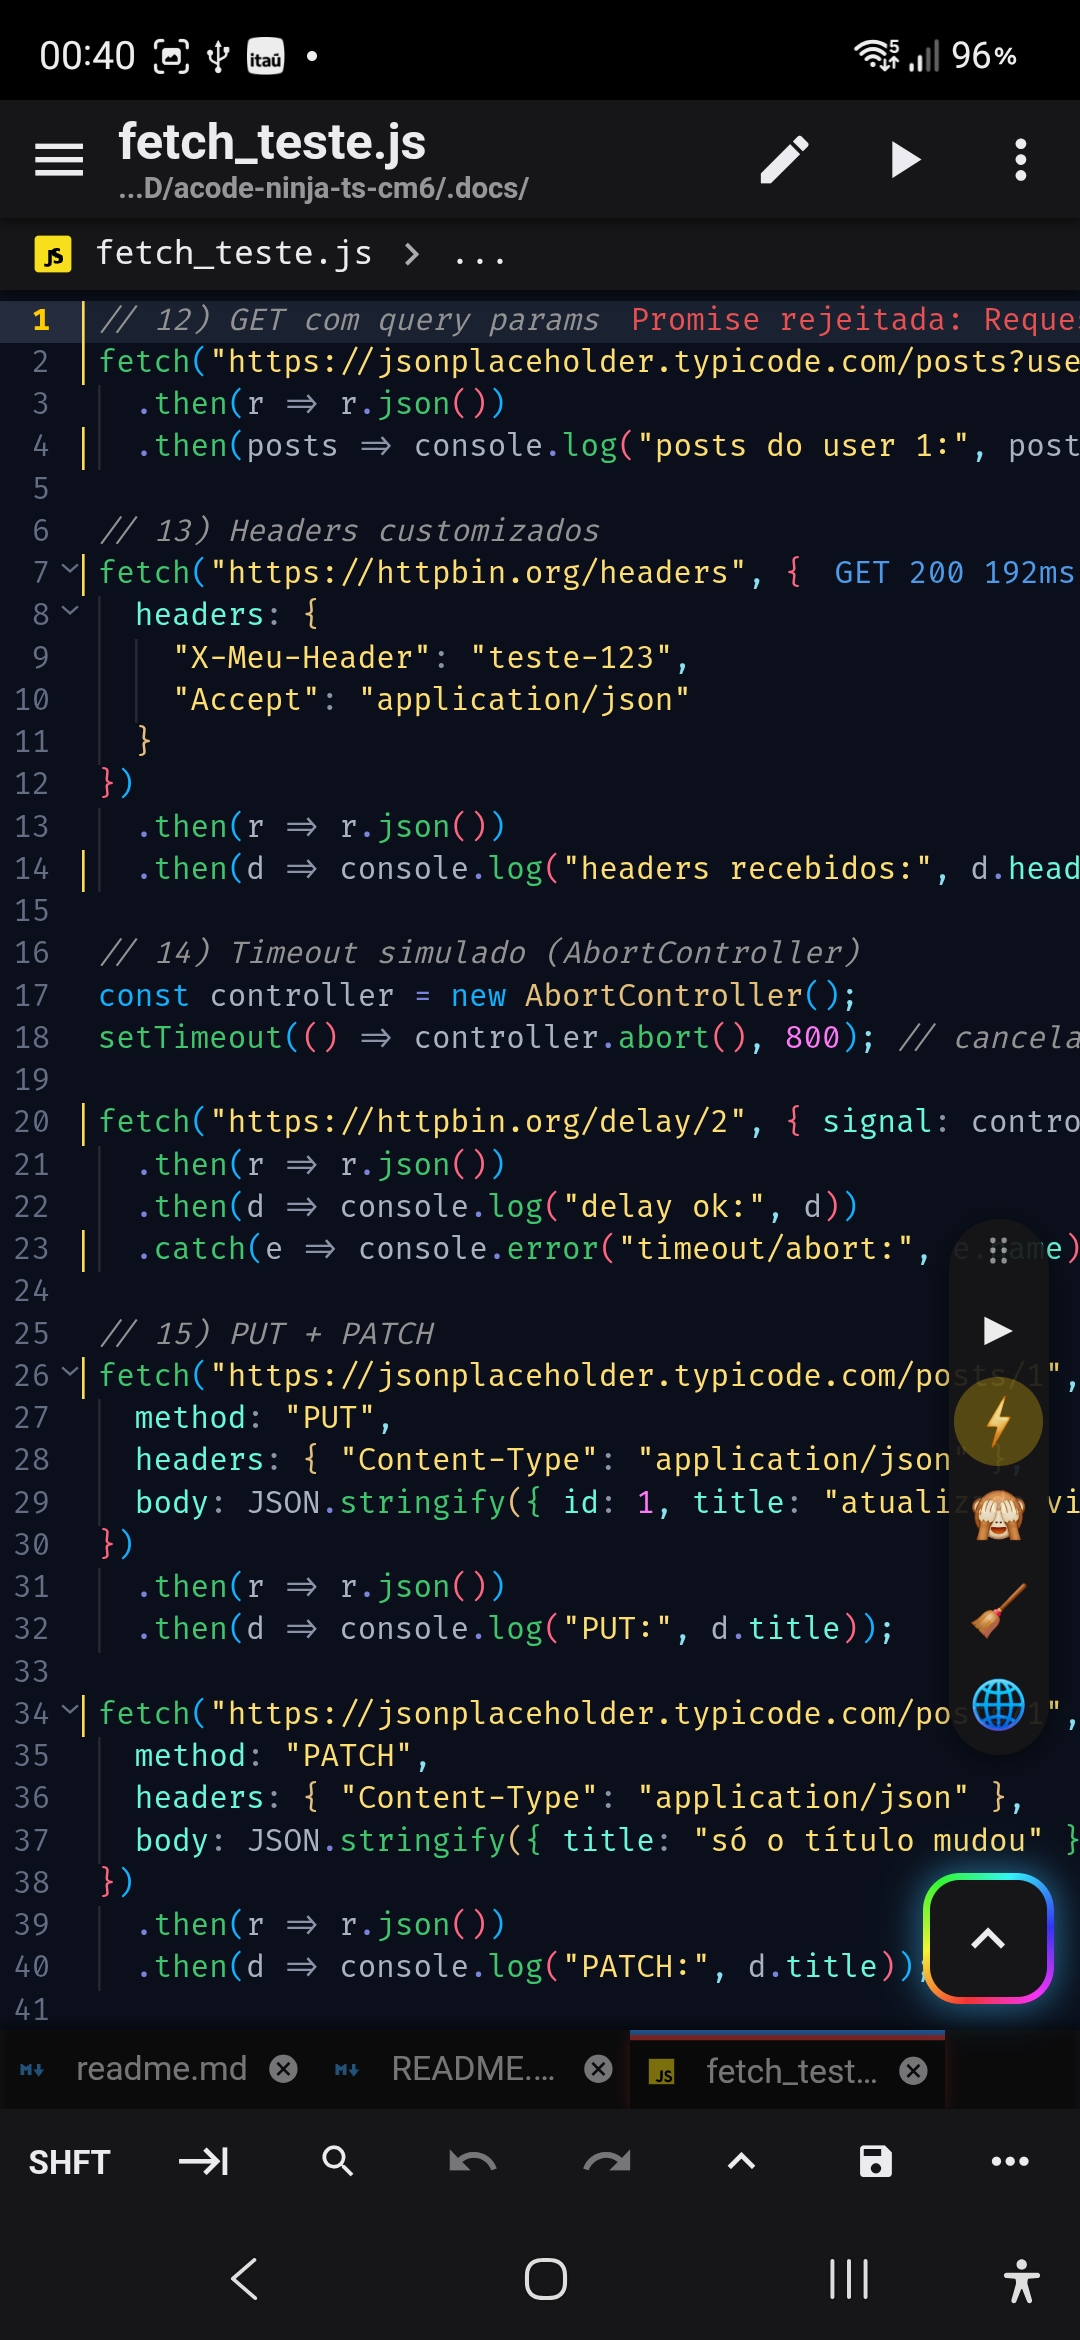 00:40 itaú 5 96%
fetch_teste.js
...D/acode-ninja-ts-cm6/.docs/
JS fetch_teste.js > ...
1 // 12) GET com query params Promise rejeitada: Reque
2 fetch("https://jsonplaceholder.typicode.com/posts?use
3 .then(r => r.json())
4 .then(posts => console.log("posts do user 1:", post
5
6 // 13) Headers customizados
7 fetch("https://httpbin.org/headers", { GET 200 192ms
8 headers: {
9 "X-Meu-Header": "teste-123",
10 "Accept": "application/json"
11 }
12 })
13 .then(r => r.json())
14 .then(d => console.log("headers recebidos:", d.head
15
16 // 14) Timeout simulado (AbortController)
17 const controller = new AbortController();
18 setTimeout(() => controller.abort(), 800); // cancela
19
20 fetch("https://httpbin.org/delay/2", { signal: contro
21 .then(r => r.json())
22 .then(d => console.log("delay ok:", d))
23 .catch(e => console.error("timeout/abort:", e.name)
24
25 // 15) PUT + PATCH
26 fetch("https://jsonplaceholder.typicode.com/posts/1",
27 method: "PUT",
28 headers: { "Content-Type": "application/json" },
29 body: JSON.stringify({ id: 1, title:
30 })
31 .then(r => r.json())
32 .then(d => console.log("PUT:", d.title));
33
34 fetch("https://jsonplaceholder.typicode.com/posts/1",
35 method: "PATCH",
36 headers: { "Content-Type": "application/json" },
37 body: JSON.stringify({ title: "só o título mudou" }
38 })
39 .then(r => r.json())
40 .then(d => console.log("PATCH:", d.title));
41
M↓ readme.md M↓ README.... JS fetch_test...
SHFT